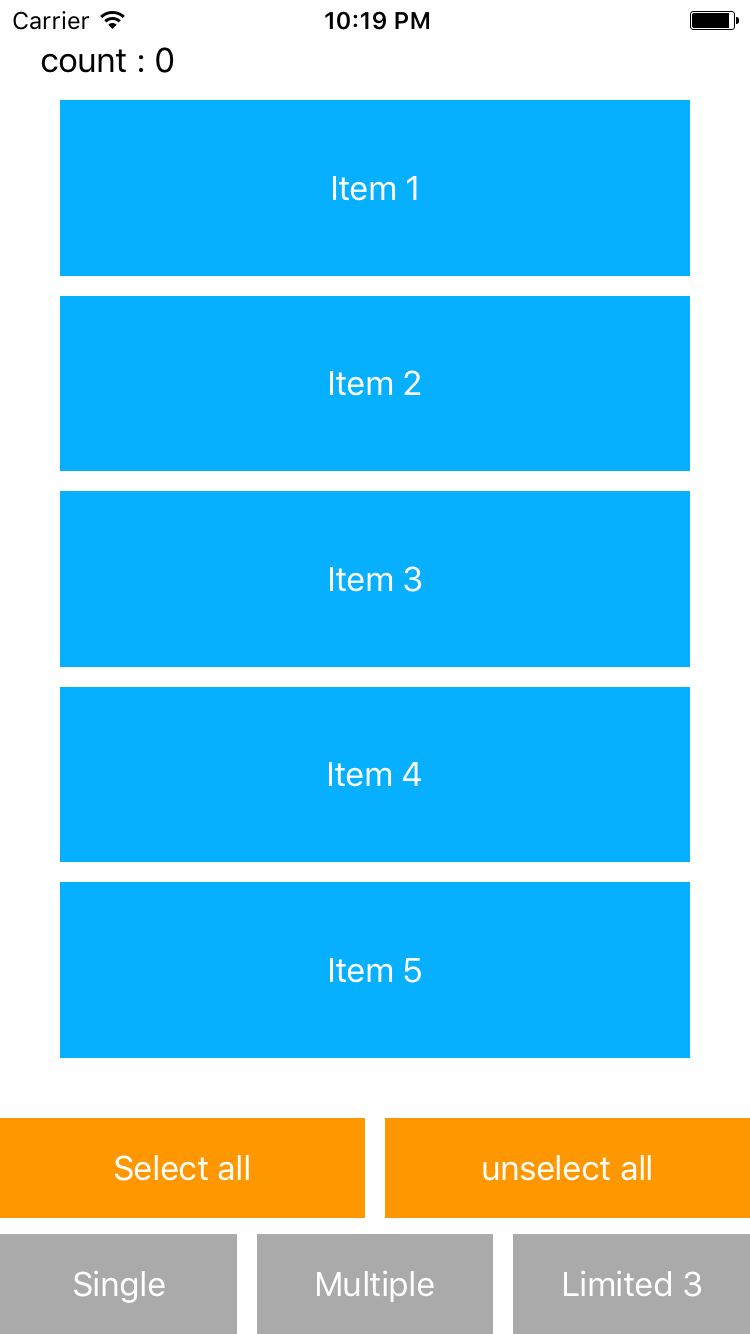 Carrier 10:19 PM
count : 0
Item 1
Item 2
Item 3
Item 4
Item 5
Select all unselect all
Single Multiple Limited 3